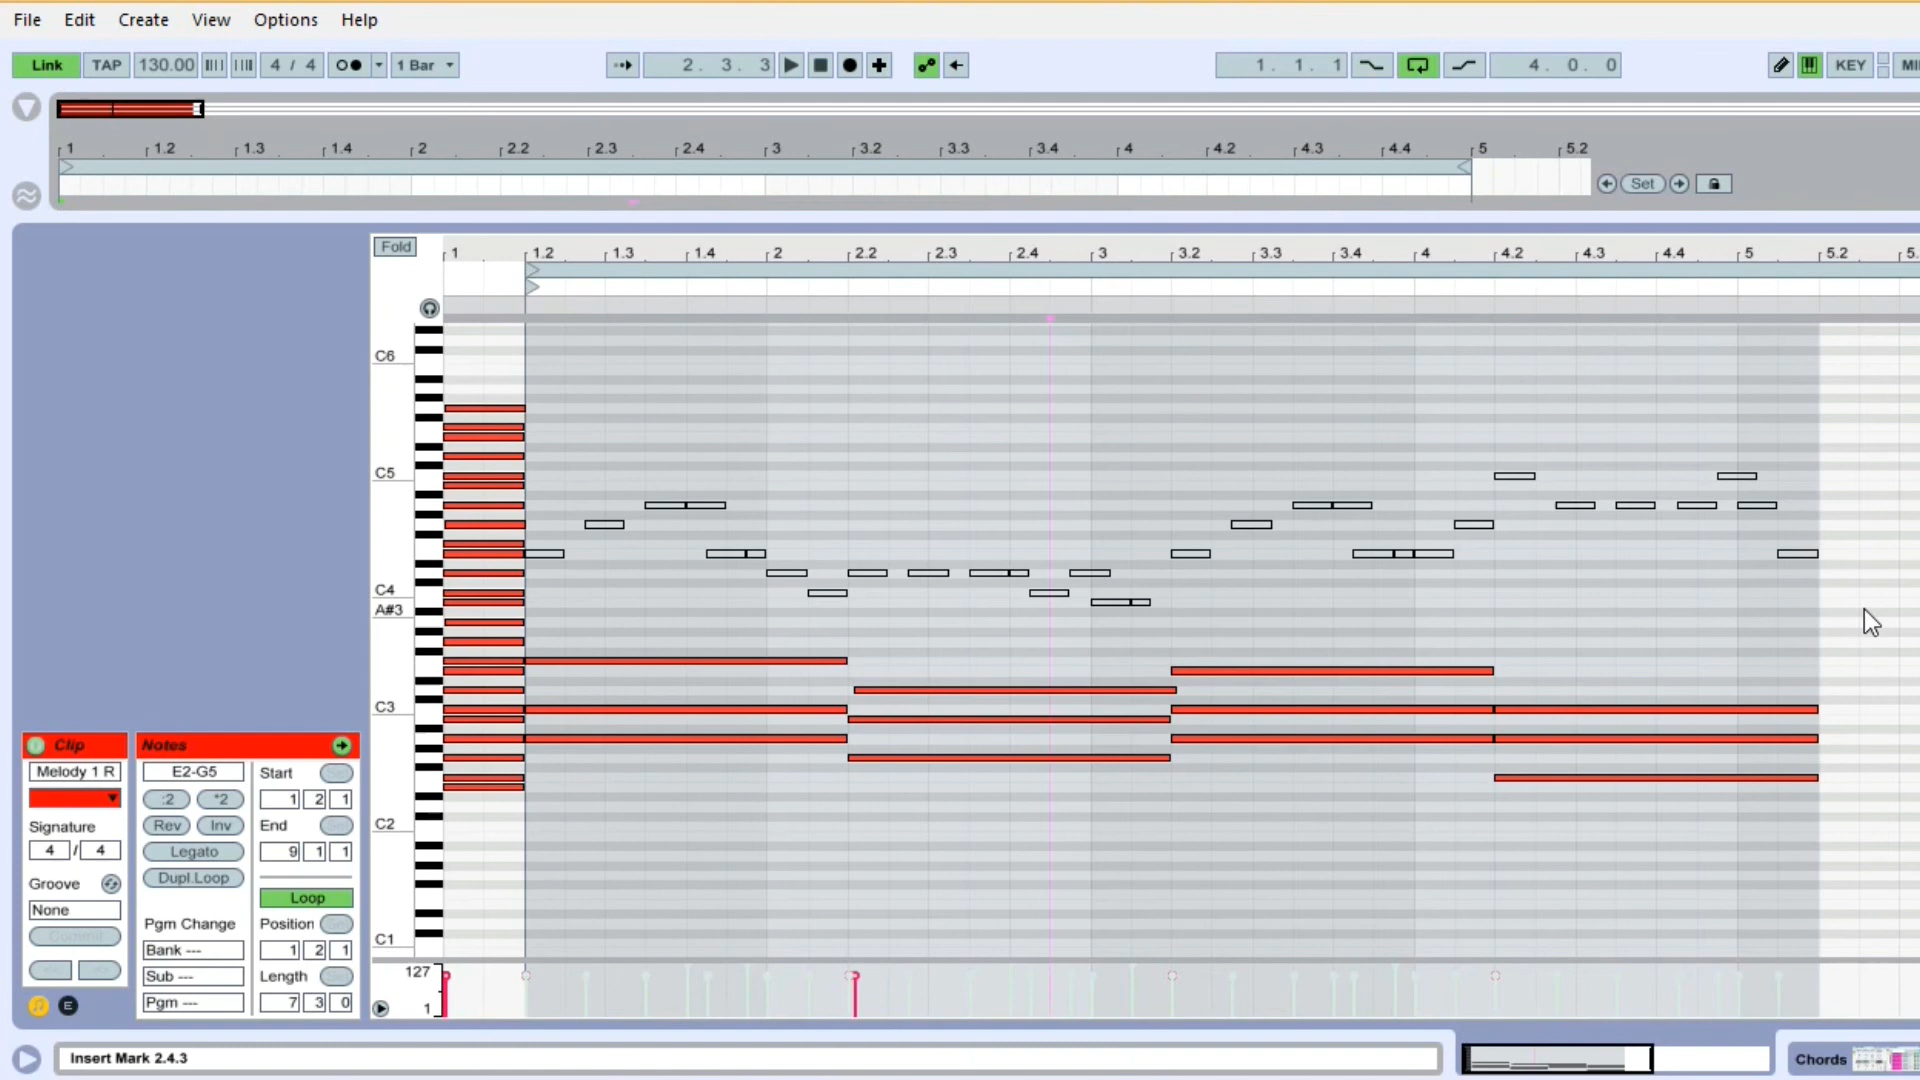 File Edit Create View Options Help
Link TAP 130.00 4 / 4 1 Bar 2. 3. 3 1. 1. 1 4. 0. 0 KEY
1 1.2 1.3 1.4 2 2.2 2.3 2.4 3 3.2 3.3 3.4 4 4.2 4.3 4.4 5 5.2
Set
Fold 1 1.2 1.3 1.4 2 2.2 2.3 2.4 3 3.2 3.3 3.4 4 4.2 4.3 4.4 5 5.2
C6
C5
C4
A#3
C3
C2
C1
Clip
Melody 1 R
Signature
4 / 4
Groove
None
Commit
Notes
E2-G5
:2 *2
Rev Inv
Legato
Dupl.Loop
Pgm Change
Bank ---
Sub ---
Pgm ---
Start
1 2 1
End
9 1 1
Loop
Position
1 2 1
Length
7 3 0
127
1
E
Insert Mark 2.4.3
Chords